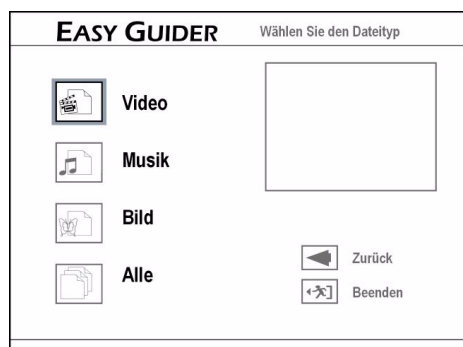 EASY GUIDER
Wählen Sie den Dateityp
Video
Musik
Bild
Alle
Zurück
Beenden